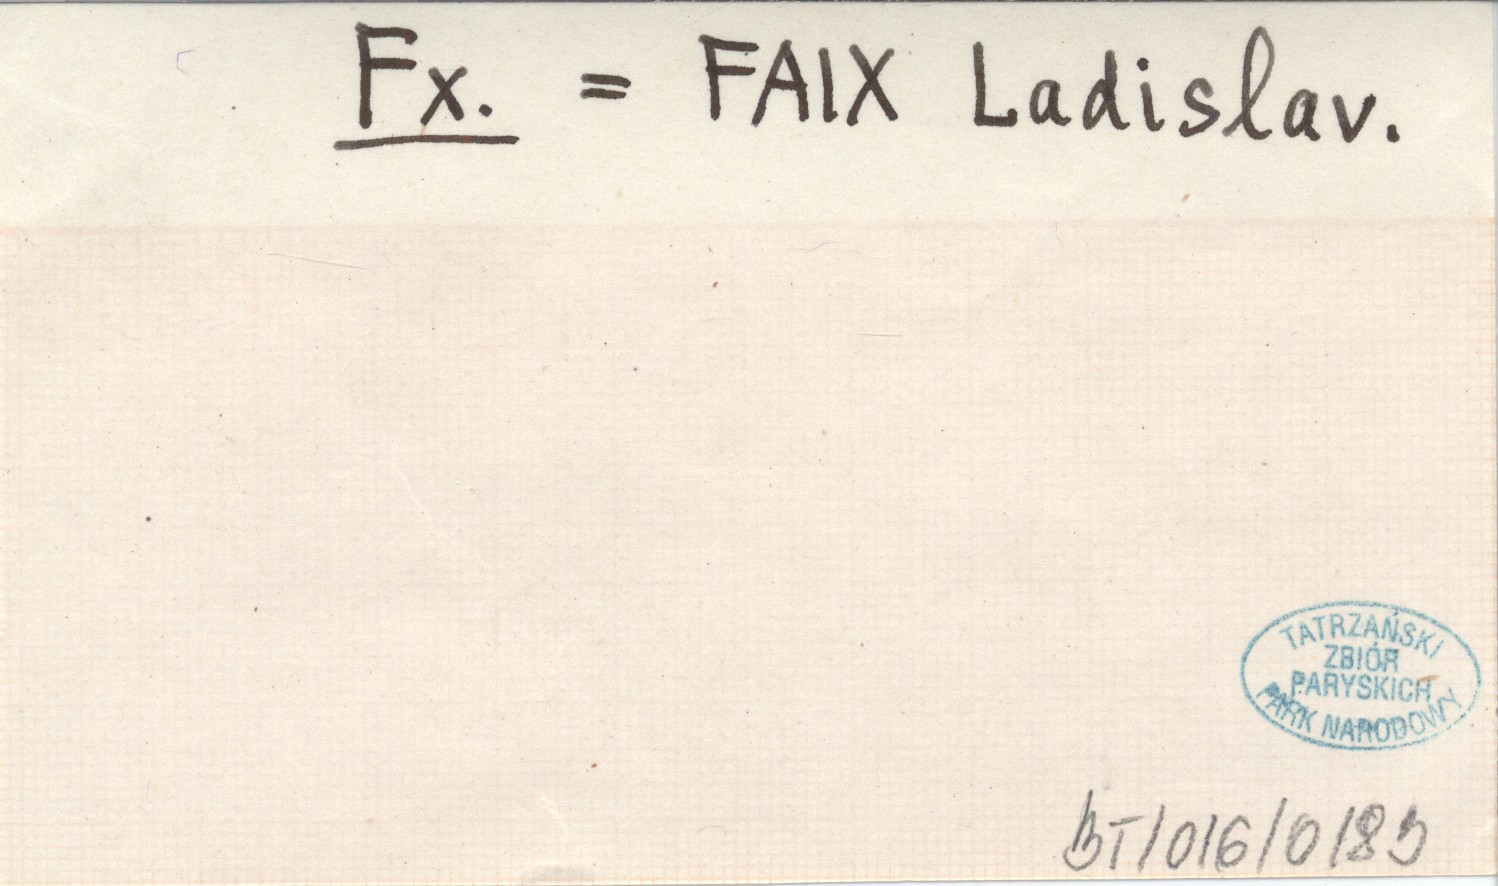 Fx. = FAIX Ladislav.
TATRZAŃSKI
ZBIÓR
PARYSKICH
PARK NARODOWY
BT/016/0183